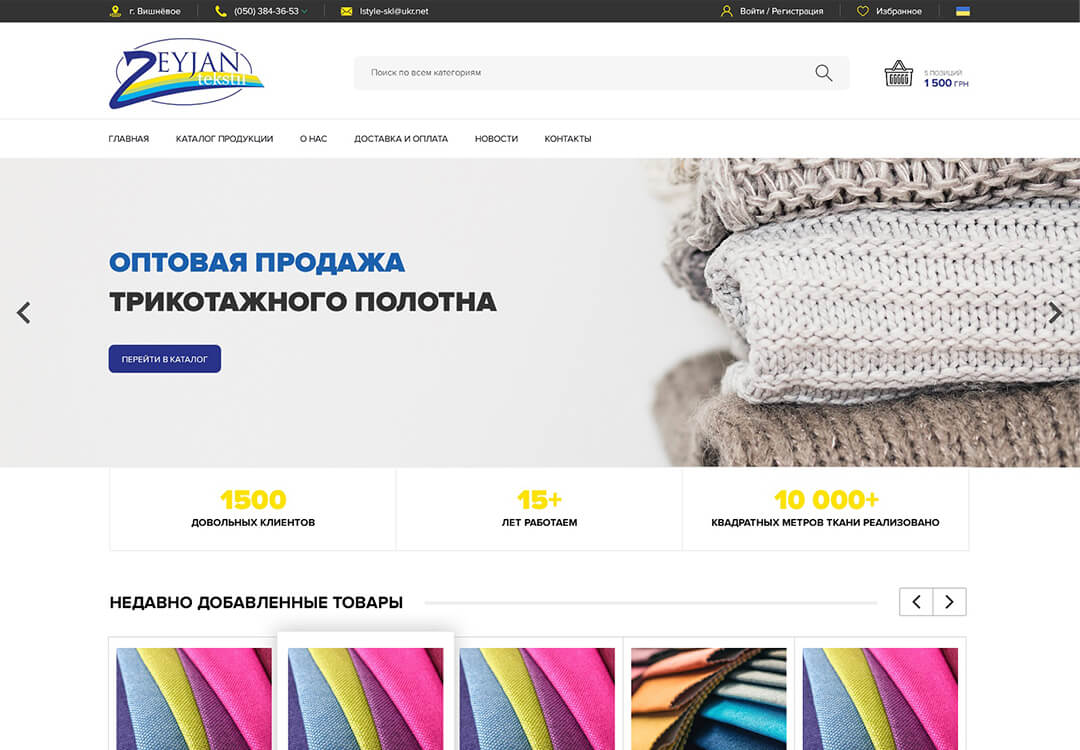 г. Вишнёвое
(050) 384-36-53
lstyle-skl@ukr.net
Войти / Регистрация
Избранное
ZEYJAN
tekstil
Поиск по всем категориям
5 ПОЗИЦИЙ
1 500 ГРН
ГЛАВНАЯ
КАТАЛОГ ПРОДУКЦИИ
О НАС
ДОСТАВКА И ОПЛАТА
НОВОСТИ
КОНТАКТЫ
ОПТОВАЯ ПРОДАЖА
ТРИКОТАЖНОГО ПОЛОТНА
ПЕРЕЙТИ В КАТАЛОГ
1500
ДОВОЛЬНЫХ КЛИЕНТОВ
15+
ЛЕТ РАБОТАЕМ
10 000+
КВАДРАТНЫХ МЕТРОВ ТКАНИ РЕАЛИЗОВАНО
НЕДАВНО ДОБАВЛЕННЫЕ ТОВАРЫ